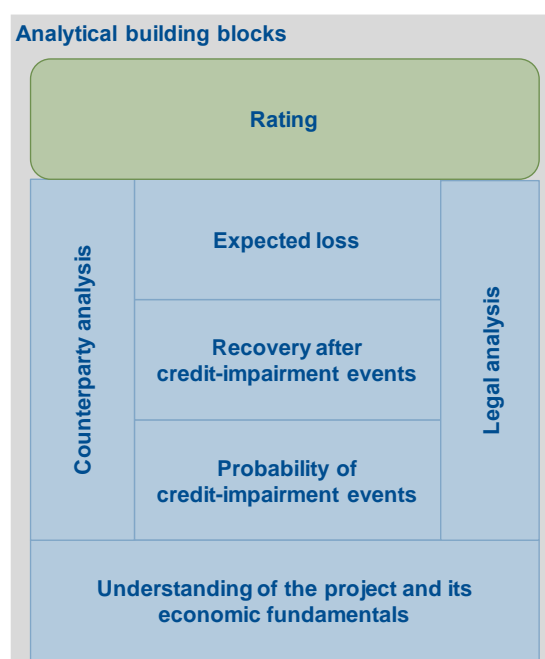 Analytical building blocks
Rating
Counterparty analysis
Expected loss
Recovery after
credit-impairment events
Probability of
credit-impairment events
Legal analysis
Understanding of the project and its
economic fundamentals